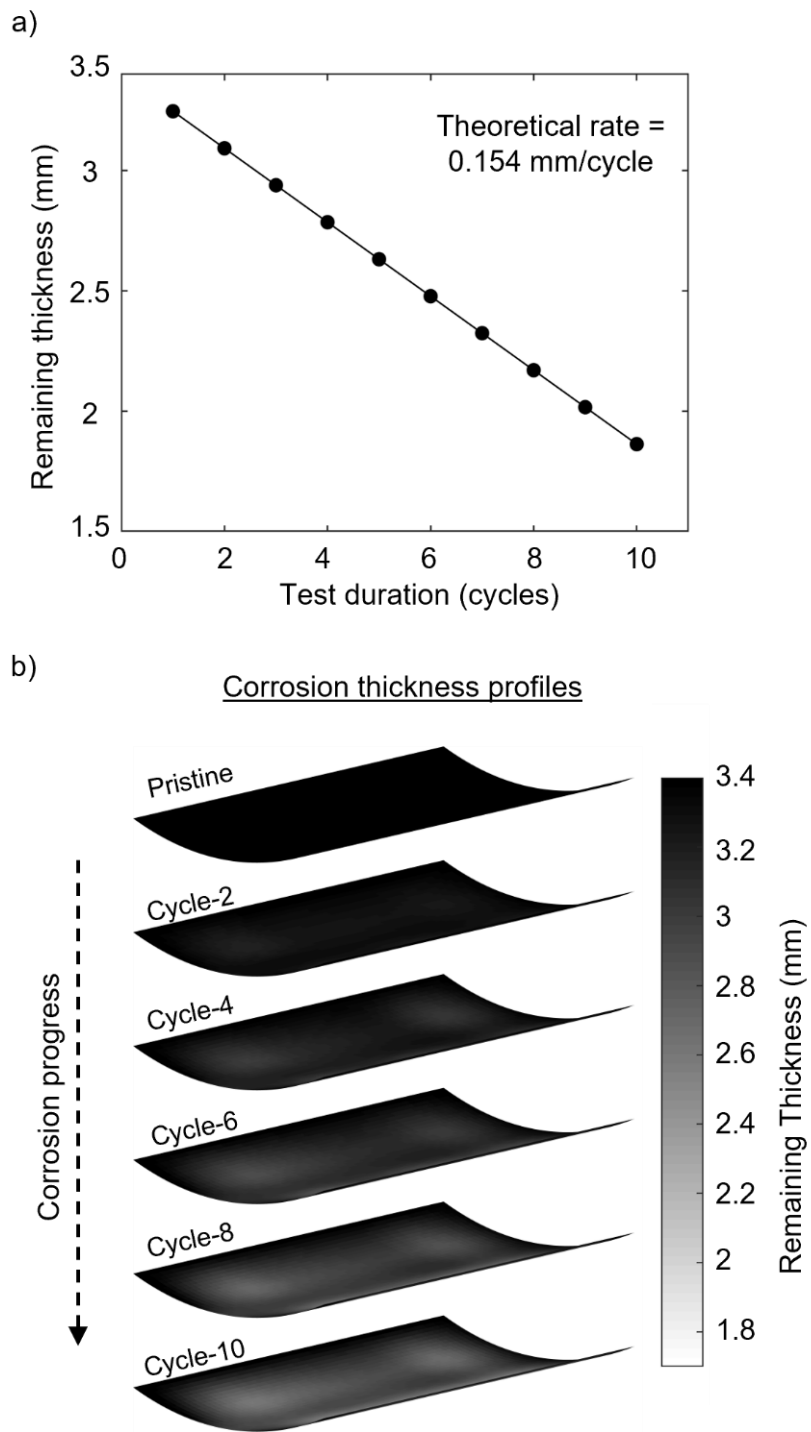 a)
3.5
3
2.5
2
1.5
Remaining thickness (mm)
Theoretical rate =
0.154 mm/cycle
0 2 4 6 8 10
Test duration (cycles)
b)
Corrosion thickness profiles
Corrosion progress
Pristine
Cycle-2
Cycle-4
Cycle-6
Cycle-8
Cycle-10
3.4
3.2
3
2.8
2.6
2.4
2.2
2
1.8
Remaining Thickness (mm)